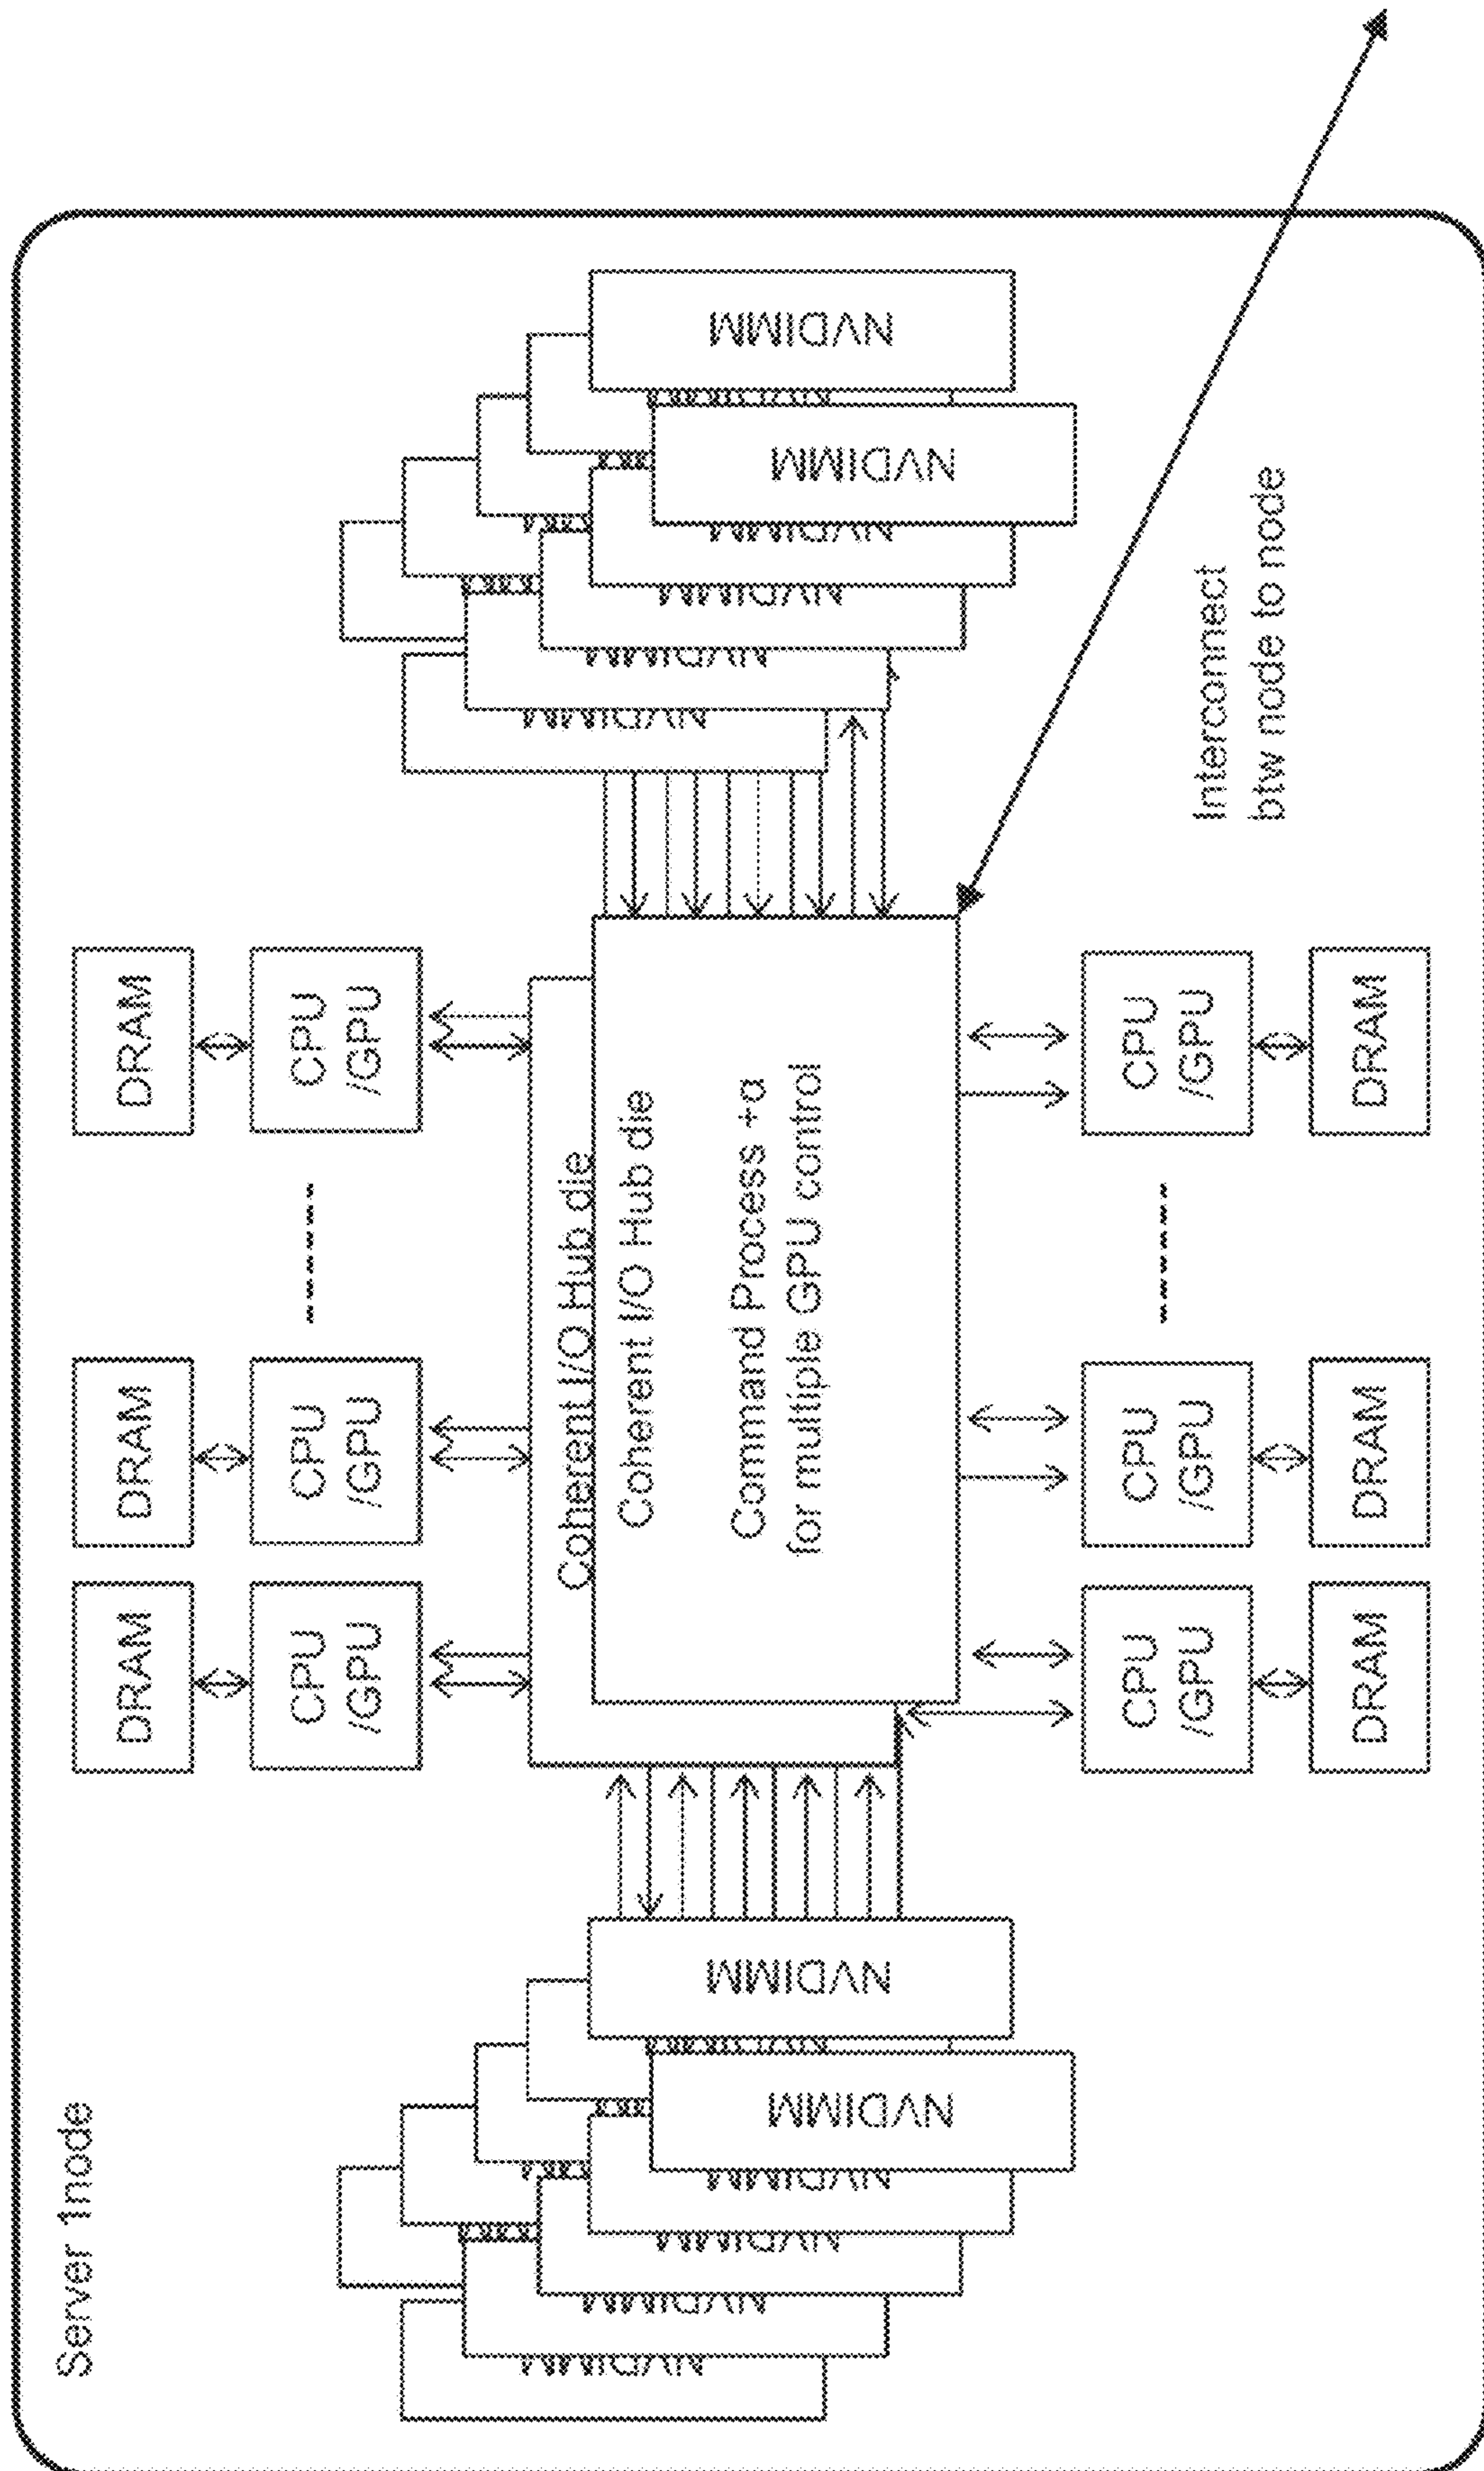 Server 1node
DRAM
DRAM
DRAM
CPU
/GPU
CPU
/GPU
CPU
/GPU
NVDIMM
NVDIMM
Coherent I/O Hub die
Coherent I/O Hub die
Command Process +α
for multiple GPU control
NVDIMM
NVDIMM
CPU
/GPU
CPU
/GPU
CPU
/GPU
DRAM
DRAM
DRAM
Interconnect
btw node to node